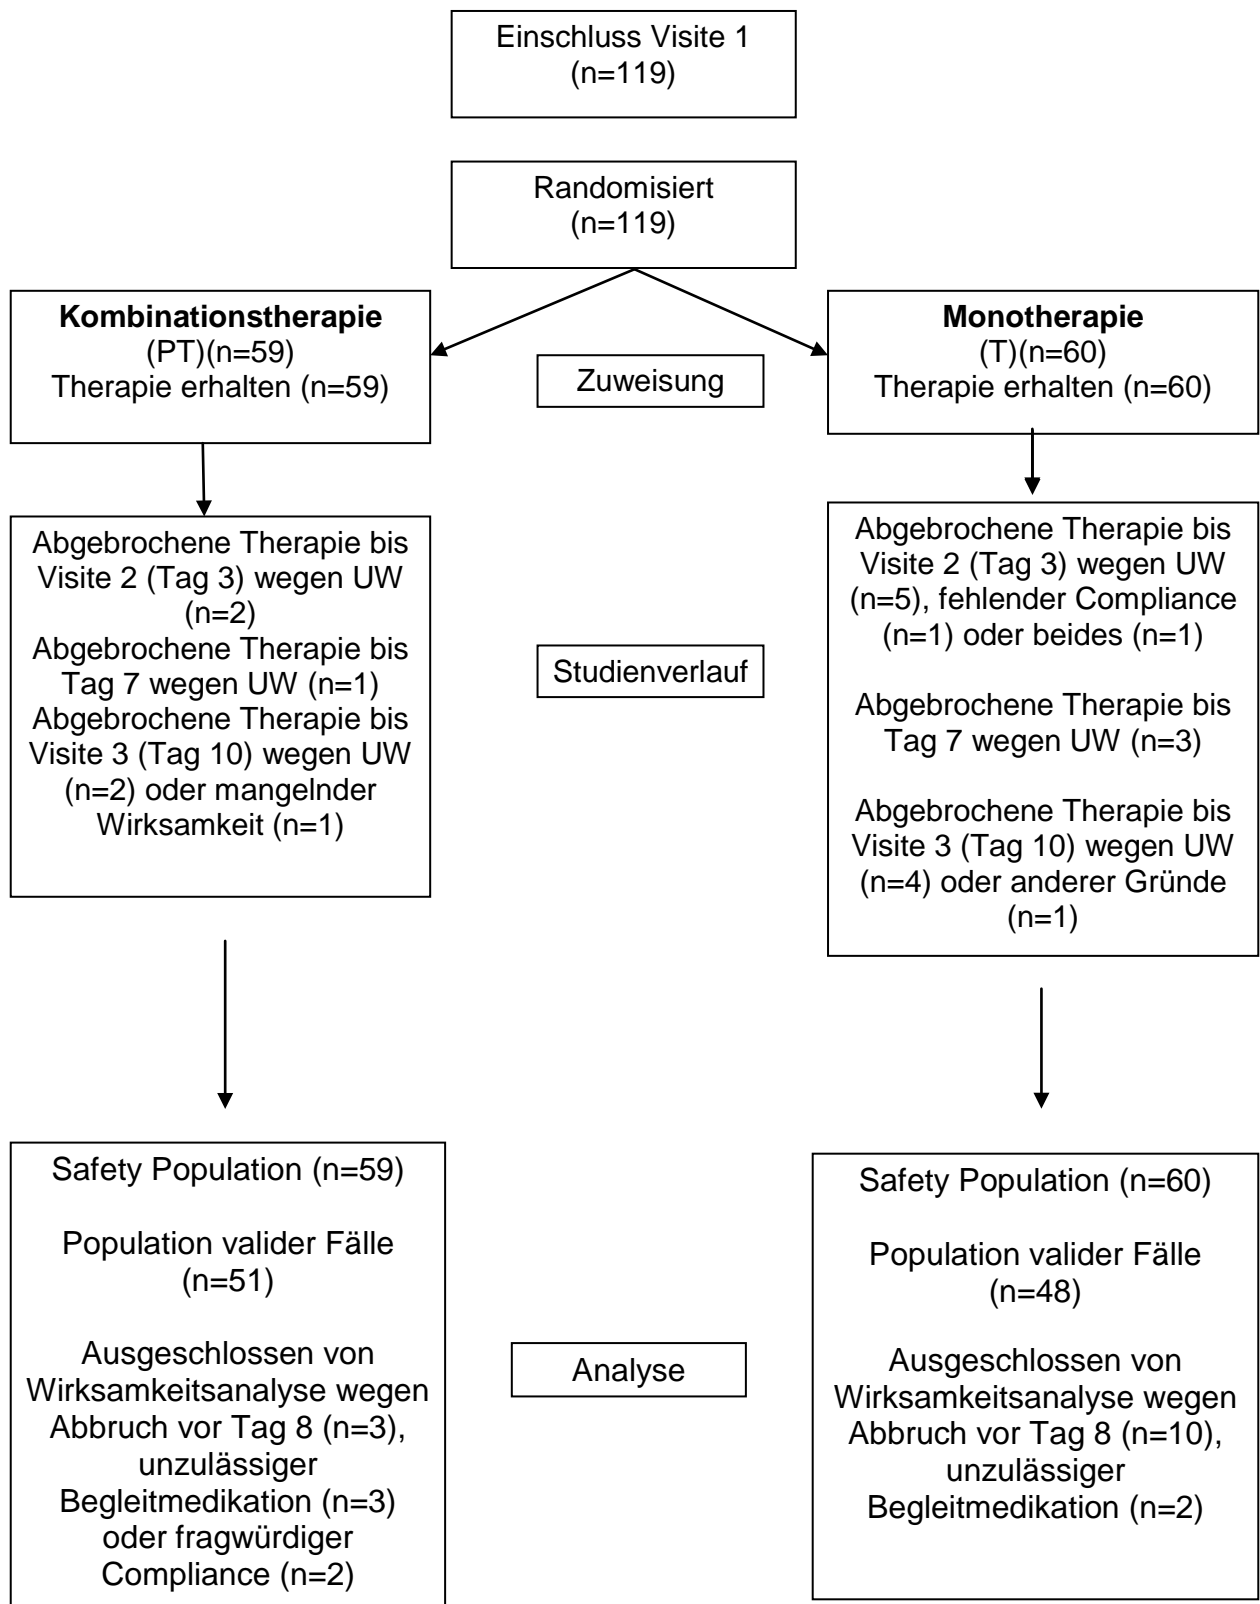 Einschluss Visite 1
(n=119)
Randomisiert
(n=119)
Kombinationstherapie
(PT)(n=59)
Therapie erhalten (n=59)
Zuweisung
Monotherapie
(T)(n=60)
Therapie erhalten (n=60)
Abgebrochene Therapie bis
Visite 2 (Tag 3) wegen UW
(n=2)
Abgebrochene Therapie bis
Tag 7 wegen UW (n=1)
Abgebrochene Therapie bis
Visite 3 (Tag 10) wegen UW
(n=2) oder mangelnder
Wirksamkeit (n=1)
Studienverlauf
Abgebrochene Therapie bis
Visite 2 (Tag 3) wegen UW
(n=5), fehlender Compliance
(n=1) oder beides (n=1)
Abgebrochene Therapie bis
Tag 7 wegen UW (n=3)
Abgebrochene Therapie bis
Visite 3 (Tag 10) wegen UW
(n=4) oder anderer Gründe
(n=1)
Safety Population (n=59)
Population valider Fälle
(n=51)
Ausgeschlossen von
Wirksamkeitsanalyse wegen
Abbruch vor Tag 8 (n=3),
unzulässiger
Begleitmedikation (n=3)
oder fragwürdiger
Compliance (n=2)
Analyse
Safety Population (n=60)
Population valider Fälle
(n=48)
Ausgeschlossen von
Wirksamkeitsanalyse wegen
Abbruch vor Tag 8 (n=10),
unzulässiger
Begleitmedikation (n=2)